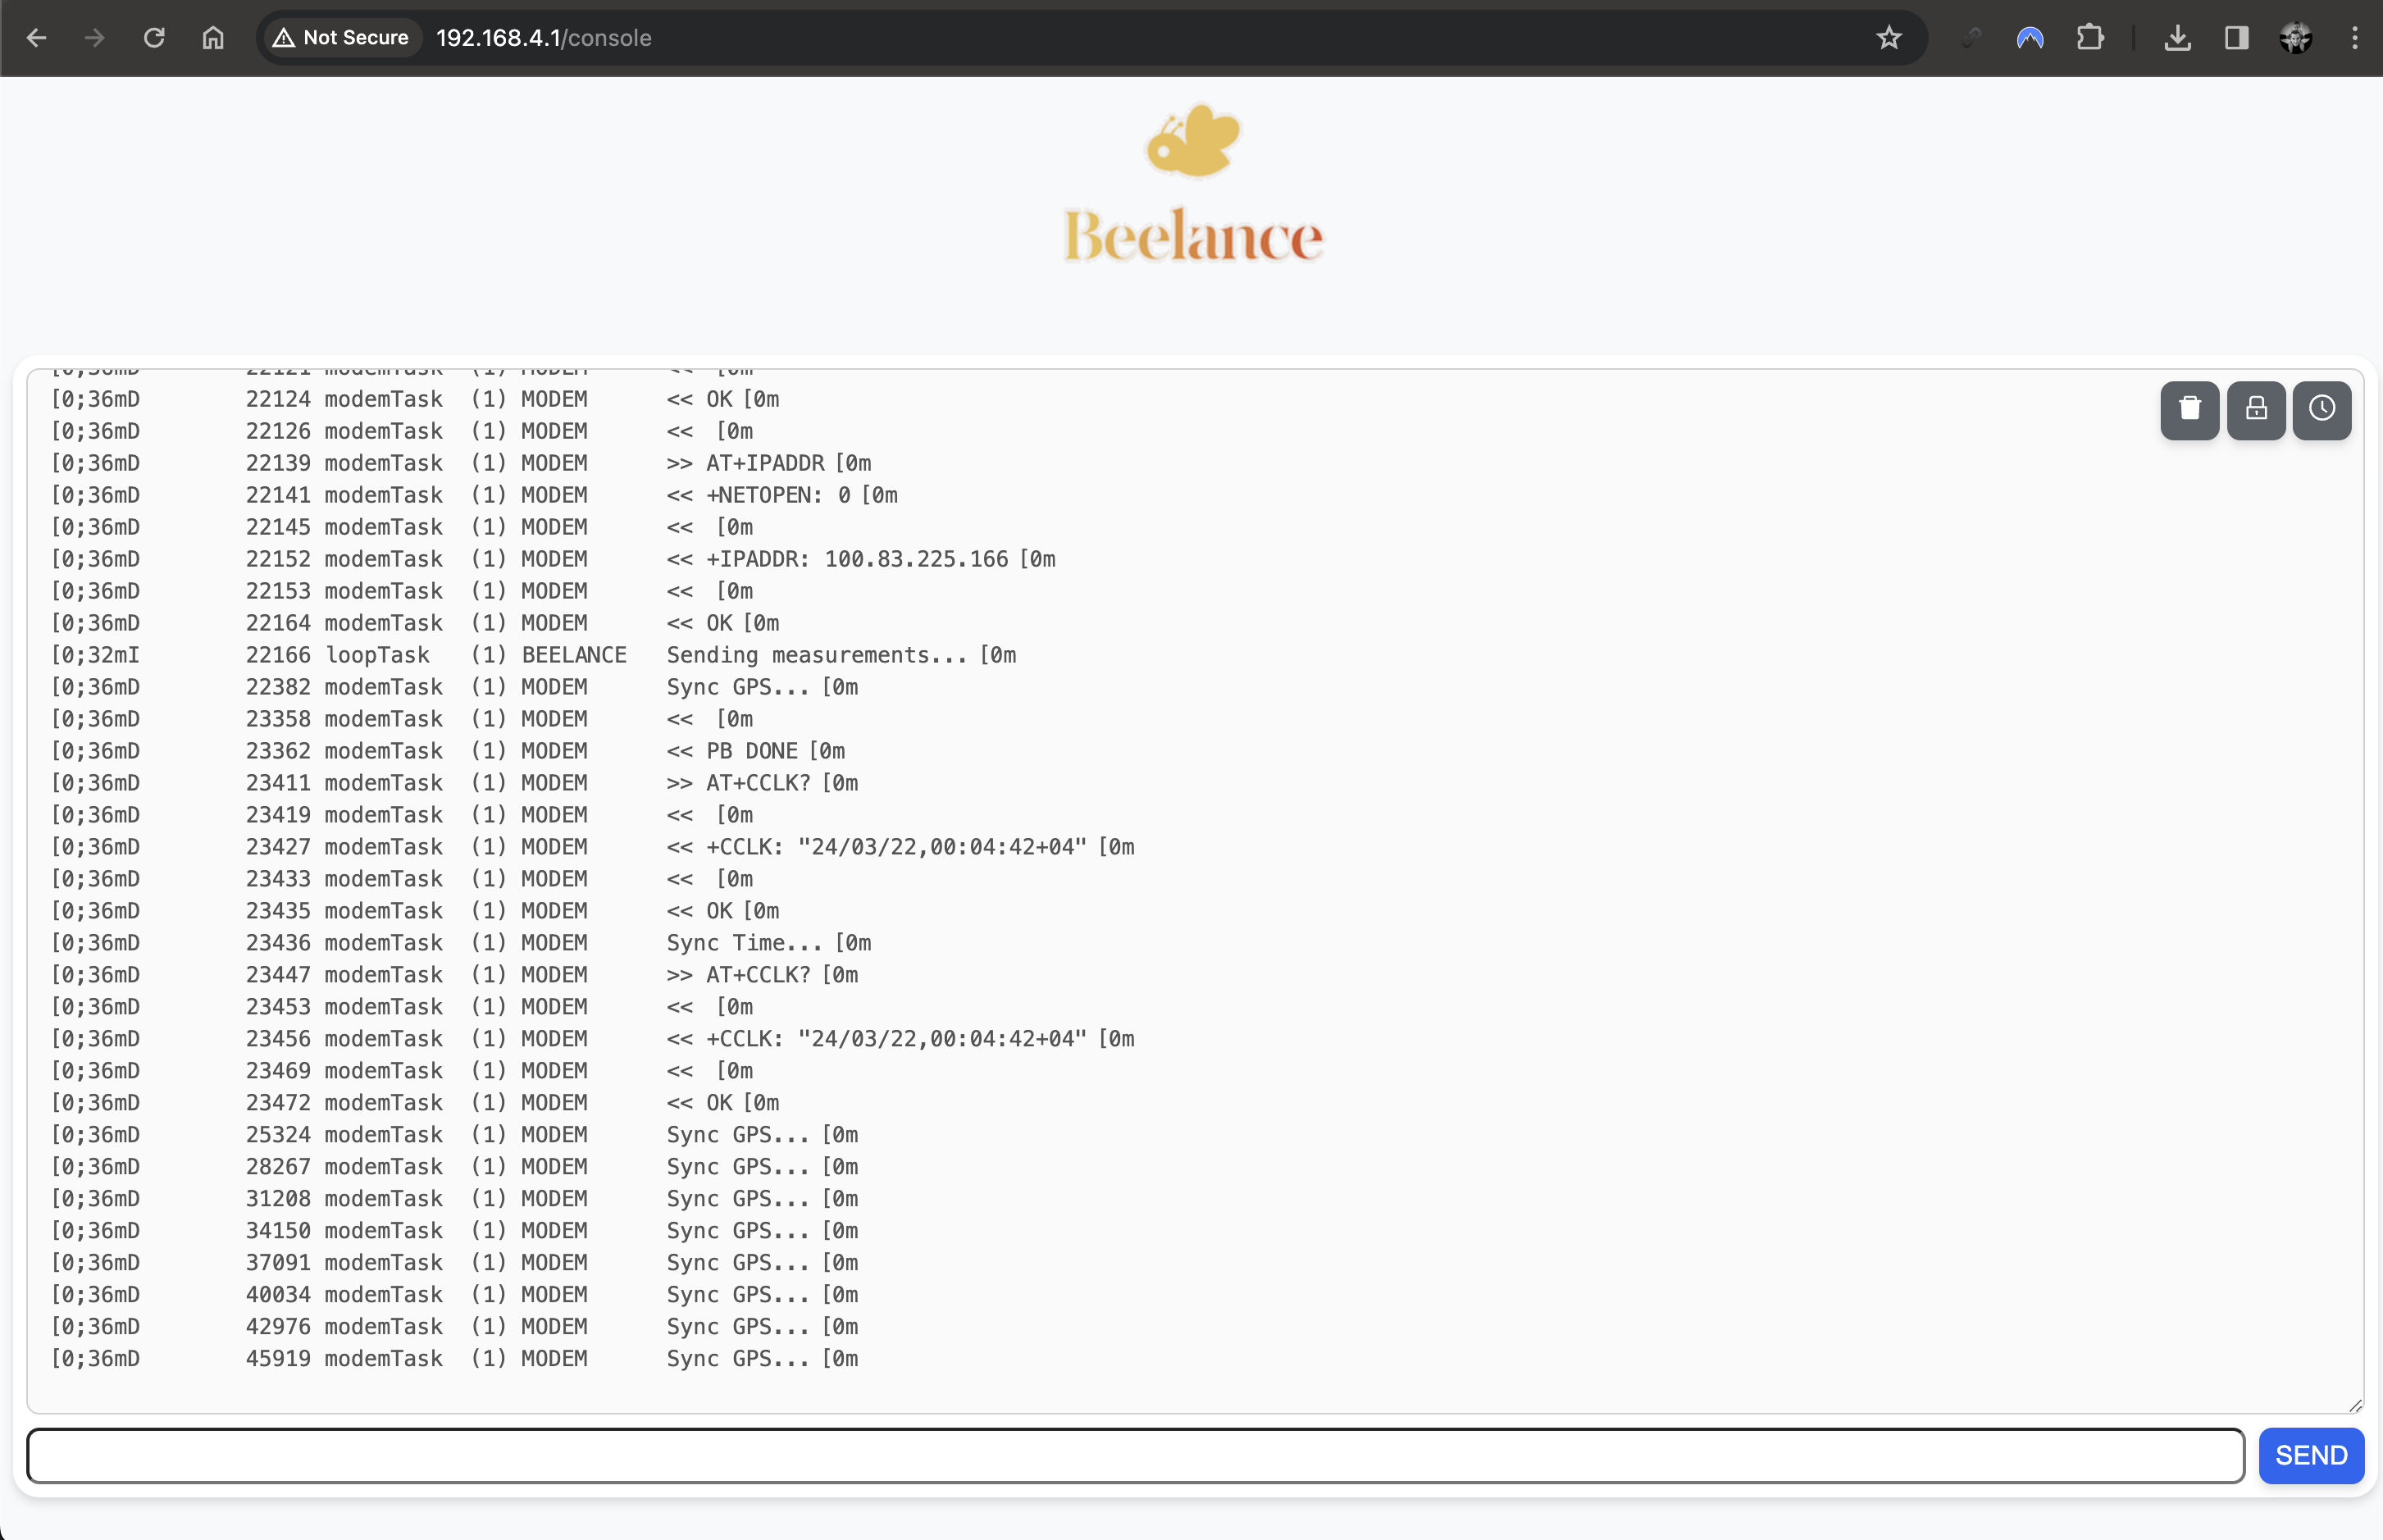 Not Secure 192.168.4.1/console
Beelance
[0;36mD 22121 modemTask (1) MODEM << [0m
[0;36mD 22124 modemTask (1) MODEM << OK [0m
[0;36mD 22126 modemTask (1) MODEM << [0m
[0;36mD 22139 modemTask (1) MODEM >> AT+IPADDR [0m
[0;36mD 22141 modemTask (1) MODEM << +NETOPEN: 0 [0m
[0;36mD 22145 modemTask (1) MODEM << [0m
[0;36mD 22152 modemTask (1) MODEM << +IPADDR: 100.83.225.166 [0m
[0;36mD 22153 modemTask (1) MODEM << [0m
[0;36mD 22164 modemTask (1) MODEM << OK [0m
[0;32mI 22166 loopTask (1) BEELANCE Sending measurements... [0m
[0;36mD 22382 modemTask (1) MODEM Sync GPS... [0m
[0;36mD 23358 modemTask (1) MODEM << [0m
[0;36mD 23362 modemTask (1) MODEM << PB DONE [0m
[0;36mD 23411 modemTask (1) MODEM >> AT+CCLK? [0m
[0;36mD 23419 modemTask (1) MODEM << [0m
[0;36mD 23427 modemTask (1) MODEM << +CCLK: "24/03/22,00:04:42+04" [0m
[0;36mD 23433 modemTask (1) MODEM << [0m
[0;36mD 23435 modemTask (1) MODEM << OK [0m
[0;36mD 23436 modemTask (1) MODEM Sync Time... [0m
[0;36mD 23447 modemTask (1) MODEM >> AT+CCLK? [0m
[0;36mD 23453 modemTask (1) MODEM << [0m
[0;36mD 23456 modemTask (1) MODEM << +CCLK: "24/03/22,00:04:42+04" [0m
[0;36mD 23469 modemTask (1) MODEM << [0m
[0;36mD 23472 modemTask (1) MODEM << OK [0m
[0;36mD 25324 modemTask (1) MODEM Sync GPS... [0m
[0;36mD 28267 modemTask (1) MODEM Sync GPS... [0m
[0;36mD 31208 modemTask (1) MODEM Sync GPS... [0m
[0;36mD 34150 modemTask (1) MODEM Sync GPS... [0m
[0;36mD 37091 modemTask (1) MODEM Sync GPS... [0m
[0;36mD 40034 modemTask (1) MODEM Sync GPS... [0m
[0;36mD 42976 modemTask (1) MODEM Sync GPS... [0m
[0;36mD 45919 modemTask (1) MODEM Sync GPS... [0m
SEND